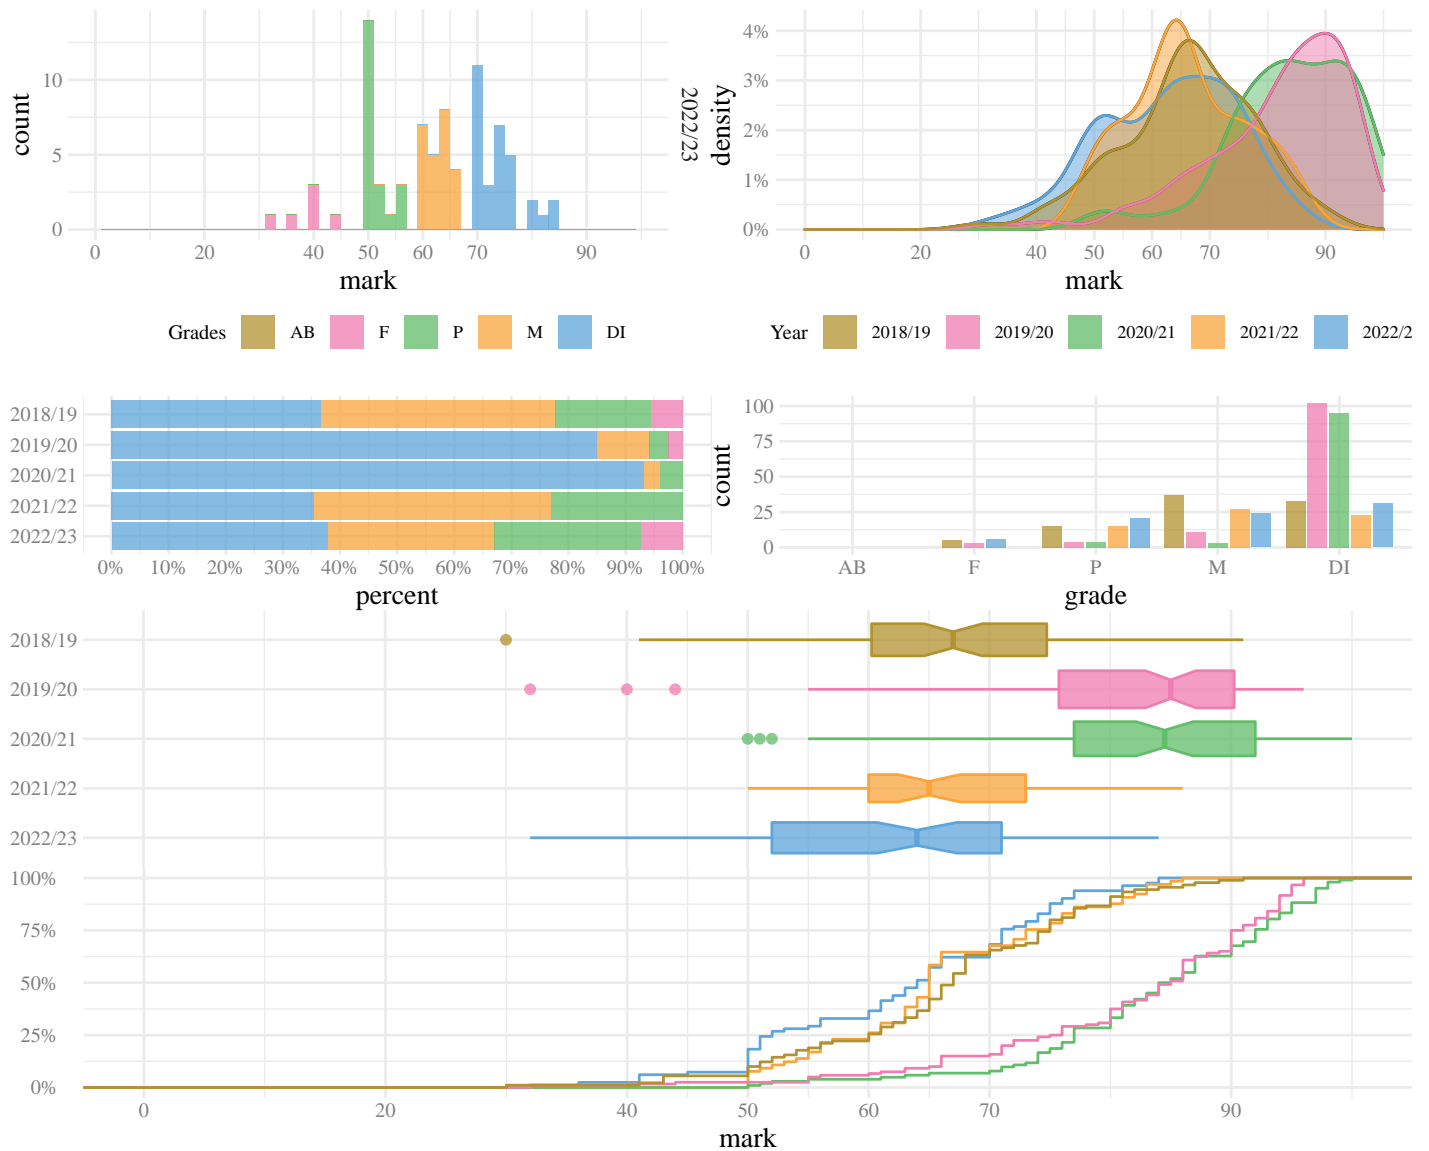 10
5
0
count
0 20 40 50 60 70 90
mark
2022/23
4%
3%
2%
1%
0%
density
0 20 40 50 60 70 90
mark
Grades AB F P M DI
Year 2018/19 2019/20 2020/21 2021/22 2022/2
2018/19
2019/20
2020/21
2021/22
2022/23
0% 10% 20% 30% 40% 50% 60% 70% 80% 90% 100%
percent
100
75
50
25
0
count
AB F P M DI
grade
2018/19
2019/20
2020/21
2021/22
2022/23
100%
75%
50%
25%
0%
0 20 40 50 60 70 90
mark